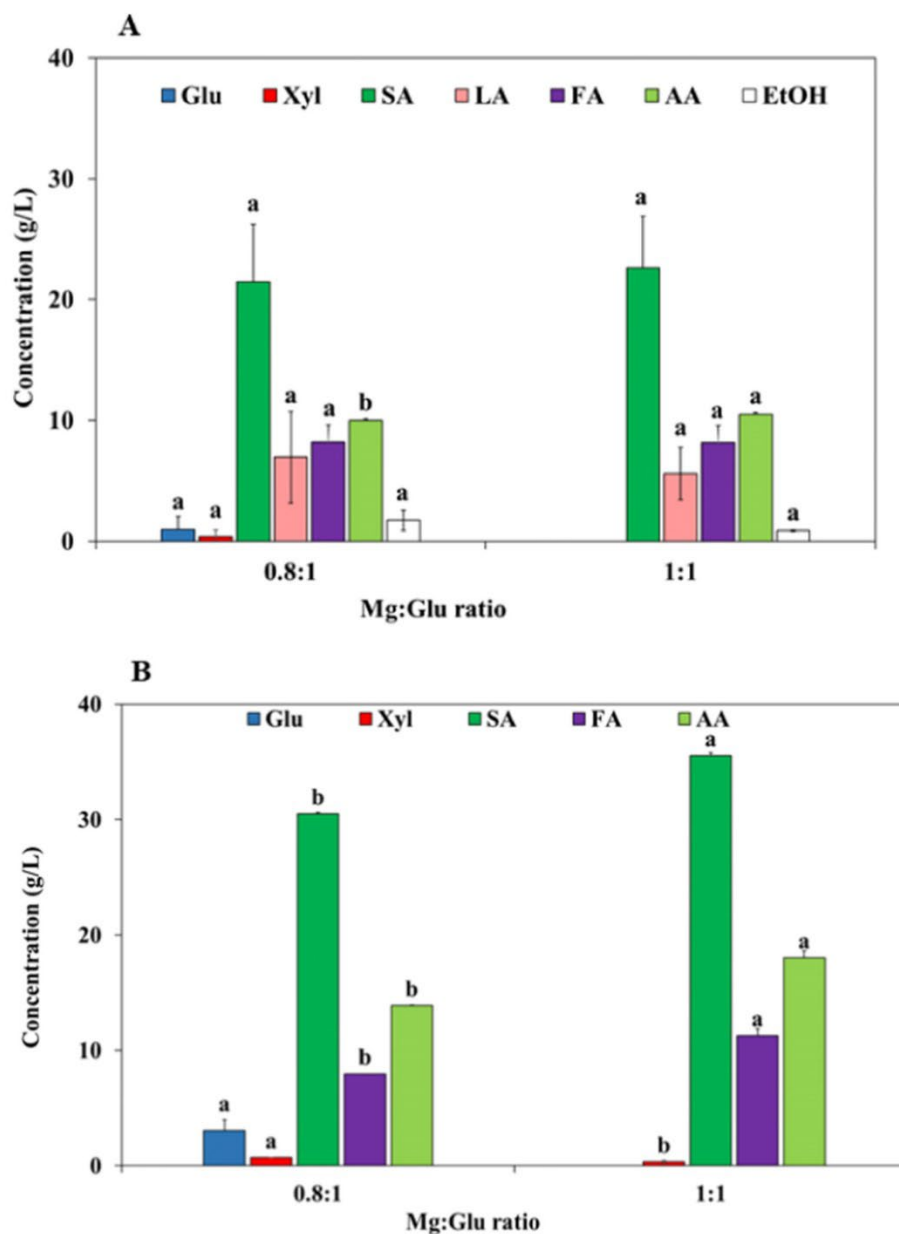 A
40
Glu Xyl SA LA FA AA EtOH
30
a a
20
Concentration (g/L)
10
a a b a a a a a a a
0
0.8:1 1:1
Mg:Glu ratio
B
40
Glu Xyl SA FA AA
a
b
30
20
Concentration (g/L)
a
b
10
a
b
a a b
0
0.8:1 1:1
Mg:Glu ratio